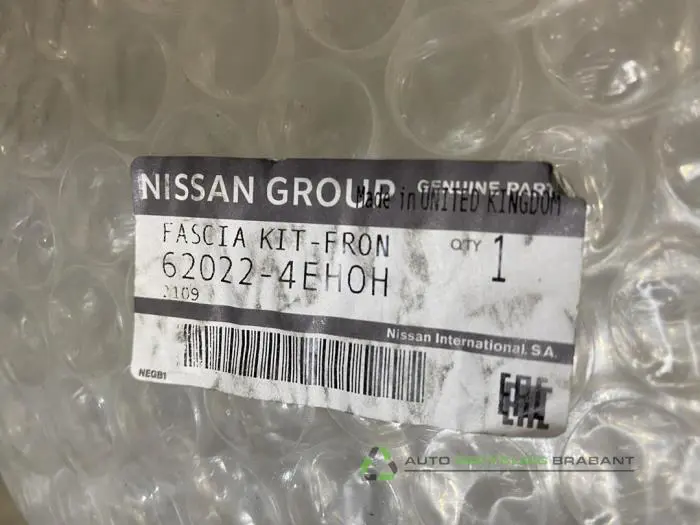 NISSAN GROUP GENUINE PART
Made in UNITED KINGDOM
FASCIA KIT-FRON QTY 1
62022-4EH0H
2109
Nissan International. S.A.
NEGB1
EAC
AUTO RECYCLING BRABANT